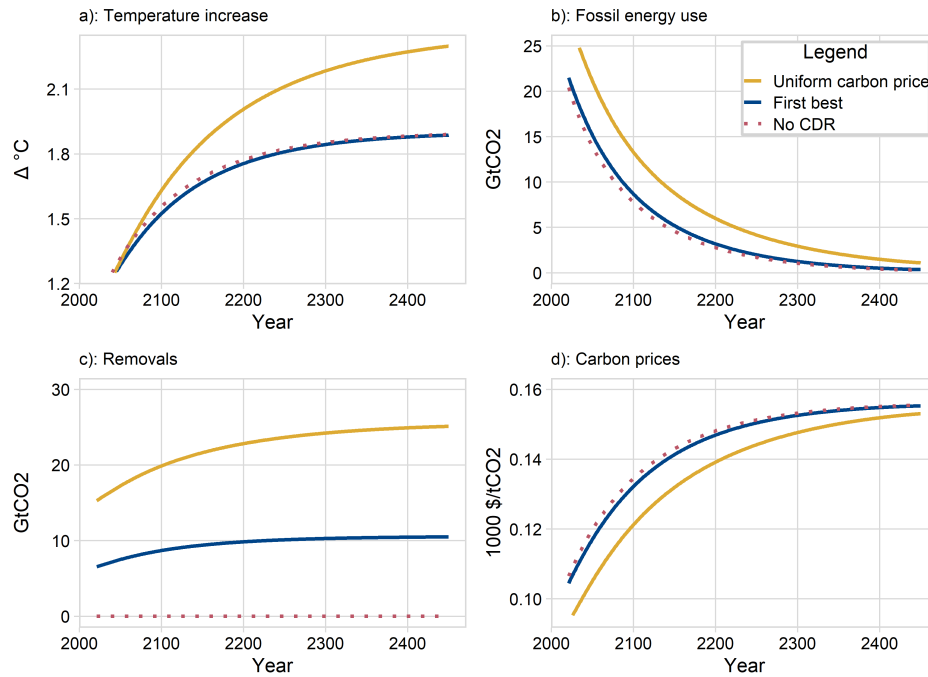 a): Temperature increase
2.1
1.8
1.5
1.2
Δ °C
2000 2100 2200 2300 2400
Year
b): Fossil energy use
25
20
15
10
5
0
GtCO2
2000 2100 2200 2300 2400
Year
Legend
Uniform carbon price
First best
No CDR
c): Removals
30
20
10
0
GtCO2
2000 2100 2200 2300 2400
Year
d): Carbon prices
0.16
0.14
0.12
0.10
1000 $/tCO2
2000 2100 2200 2300 2400
Year